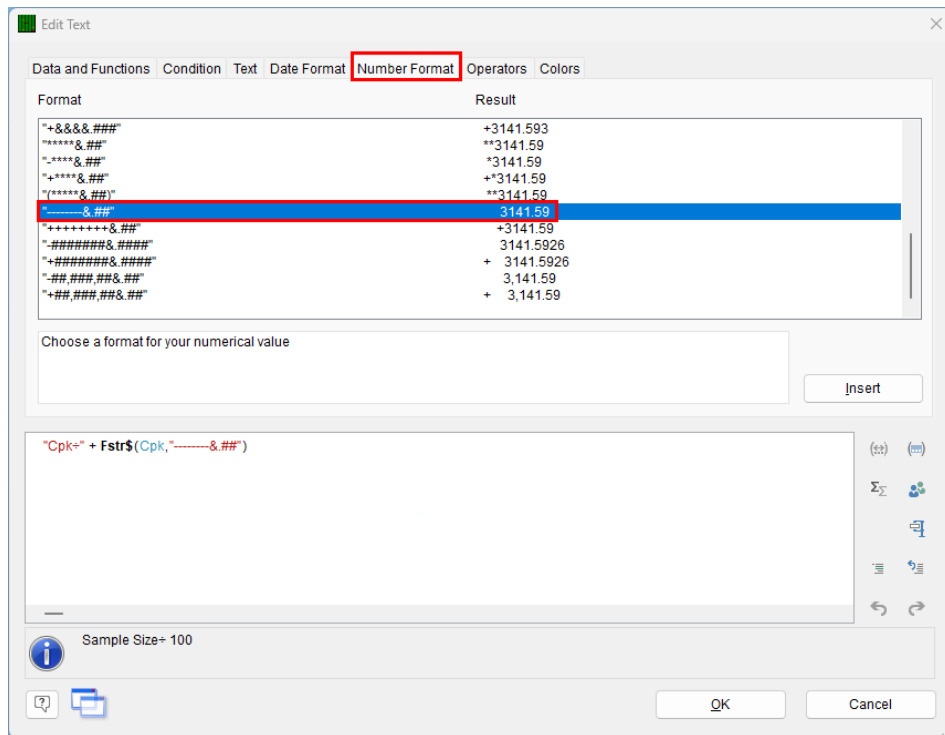 Edit Text
Data and Functions Condition Text Date Format Number Format Operators Colors
Format Result
"+&&&&.###" +3141.593
"*****&.##" **3141.59
"-****&.##" *3141.59
"+****&.##" +*3141.59
"(*****&.##)" **3141.59
"--------&.##" 3141.59
"++++++++&.##" +3141.59
"-#######&.####" 3141.5926
"+#######&.####" + 3141.5926
"-##,###,##&.##" 3,141.59
"+##,###,##&.##" + 3,141.59
Choose a format for your numerical value
Insert
"Cpk÷" + Fstr$(Cpk,"--------&.##")
Sample Size÷ 100
OK Cancel